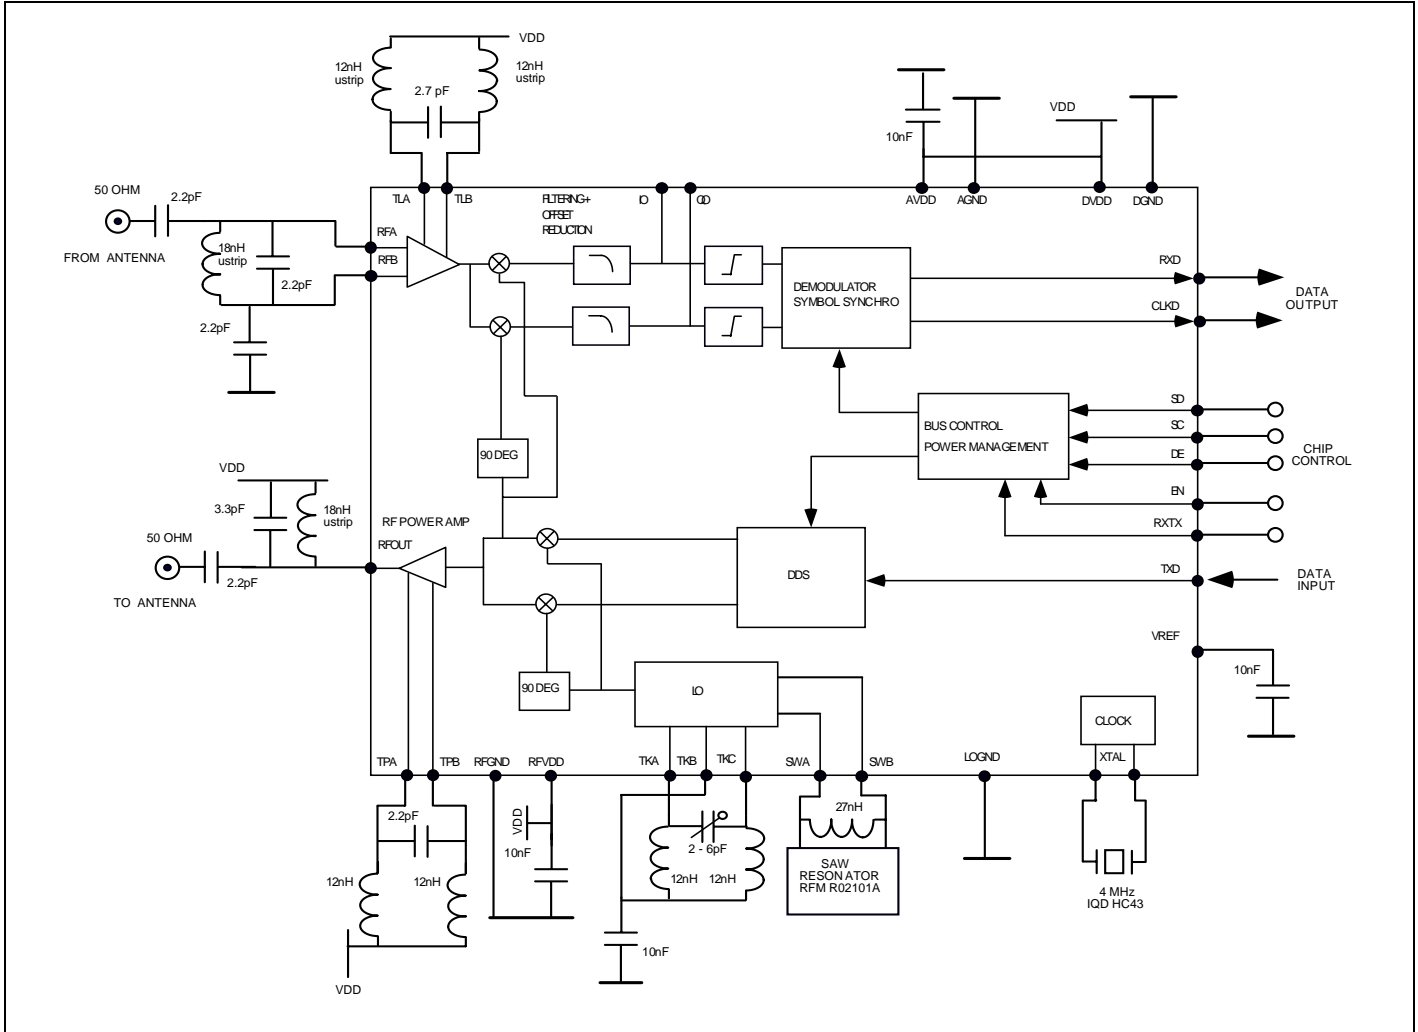 VDD
12nH
ustrip
12nH
ustrip
2.7 pF
VDD
10nF
50 OHM
2.2pF
FROM ANTENNA
18nH
ustrip
2.2pF
2.2pF
TLA
TLB
FILTERING+
OFFSET
REDUCTION
IO
QO
AVDD
AGND
DVDD
DGND
RFA
RFB
DEMODULATOR
SYMBOL SYNCHRO
RXD
CLKD
DATA
OUTPUT
BUS CONTROL
POWER MANAGEMENT
SD
SC
DE
EN
RXTX
CHIP
CONTROL
90 DEG
VDD
3.3pF
18nH
ustrip
RF POWER AMP
RFOUT
50 OHM
2.2pF
TO ANTENNA
DDS
TXD
DATA
INPUT
VREF
10nF
90 DEG
LO
CLOCK
TPA
TPB
RFGND
RFVDD
TKA
TKB
TKC
SWA
SWB
LOGND
XTAL
2.2pF
12nH
12nH
VDD
VDD
10nF
2 - 6pF
12nH
12nH
10nF
27nH
SAW
RESONATOR
RFM R02101A
4 MHz
IQD HC43